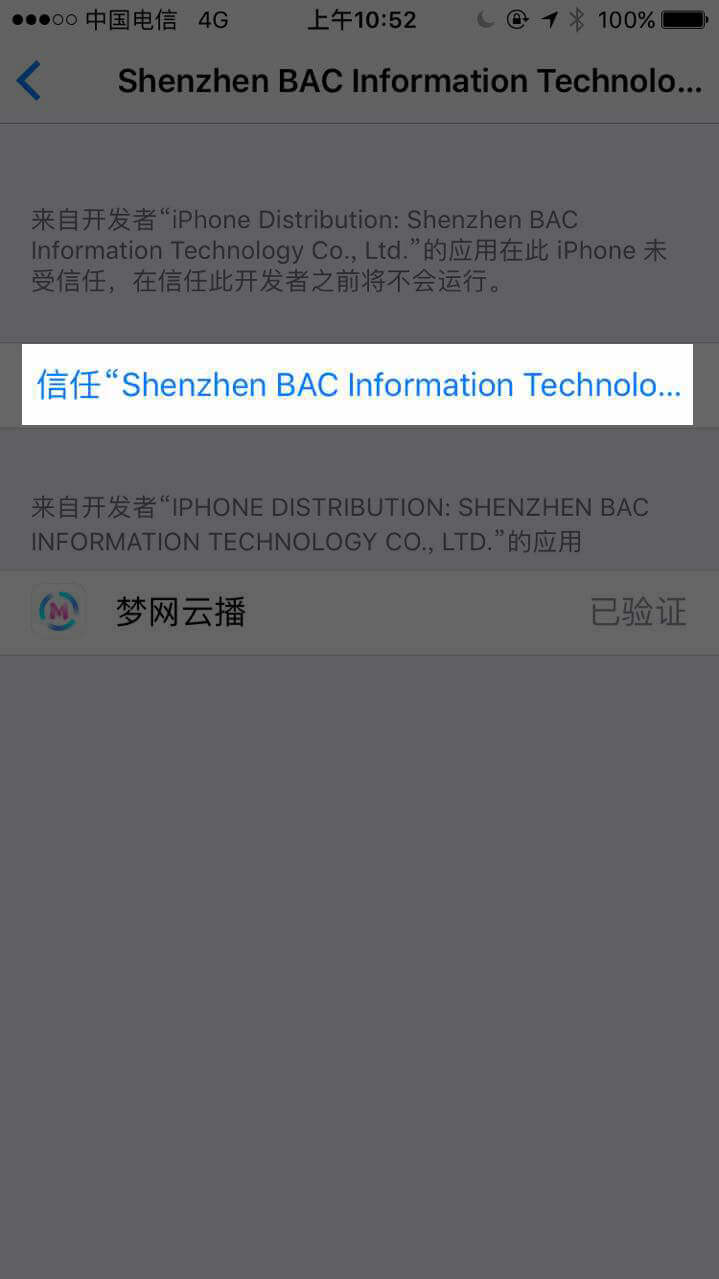 中国电信 4G 上午10:52 100%
Shenzhen BAC Information Technolo...
来自开发者“iPhone Distribution: Shenzhen BAC
Information Technology Co., Ltd.”的应用在此 iPhone 未
受信任，在信任此开发者之前将不会运行。
信任“Shenzhen BAC Information Technolo...
来自开发者“IPHONE DISTRIBUTION: SHENZHEN BAC
INFORMATION TECHNOLOGY CO., LTD.”的应用
M
梦网云播 已验证